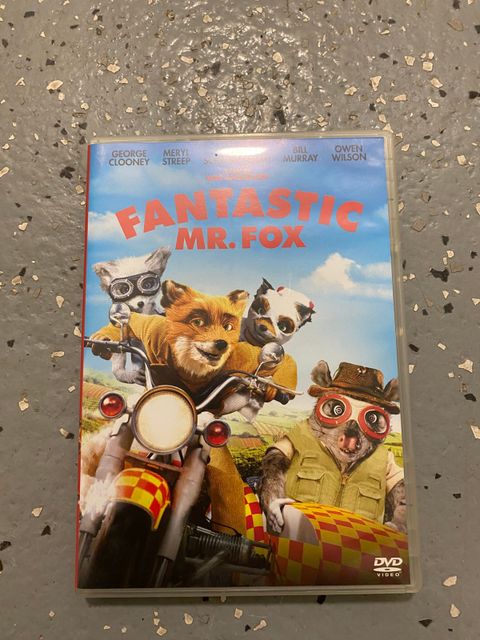 GEORGE CLOONEY MERYL STREEP BILL MURRAY OWEN WILSON
FANTASTIC
MR. FOX
DVD
VIDEO